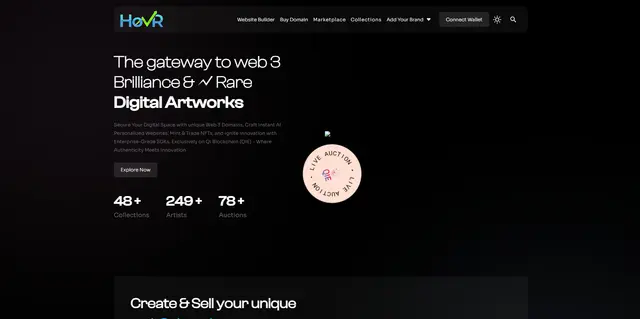 HovR
Website Builder Buy Domain Marketplace Collections Add Your Brand Connect Wallet
The gateway to web 3
Brilliance & Rare
Digital Artworks
Secure Your Digital Space with unique Web 3 Domains, Craft Instant AI
Personalized Websites, Mint & Trade NFTs, and Ignite Innovation with
Enterprise-Grade SDKs, Exclusively on QI Blockchain (QIE) - Where
Authenticity Meets Innovation
Explore Now
48 + 249 + 78 +
Collections Artists Auctions
LIVE AUCTION • LIVE AUCTION •
Create & Sell your unique